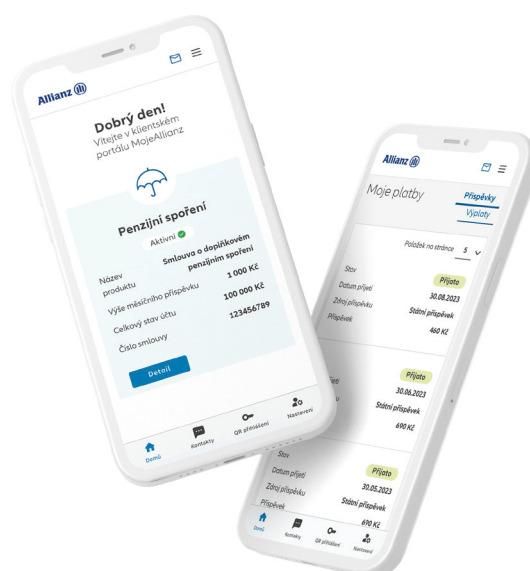 Allianz
Dobrý den!
Vítejte v klientském
portálu MojeAllianz
Penzijní spoření
Aktivní
Název
produktu
Smlouva o doplňkovém
penzijním spoření
Výše měsíčního příspěvku 1 000 Kč
Celkový stav účtu 100 000 Kč
Číslo smlouvy 123456789
Detail
Domů
Kontakty
QR přihlášení
Nastavení
Allianz
Moje platby
Příspěvky
Výplaty
Položek na stránce 5
Stav Přijato
Datum přijetí 30.08.2023
Zdroj příspěvku Státní příspěvek
Příspěvek 460 Kč
Přijato
30.06.2023
Státní příspěvek
690 Kč
Stav Přijato
Datum přijetí 30.05.2023
Zdroj příspěvku Státní příspěvek
Příspěvek 690 Kč
Domů
Kontakty
QR přihlášení
Nastavení